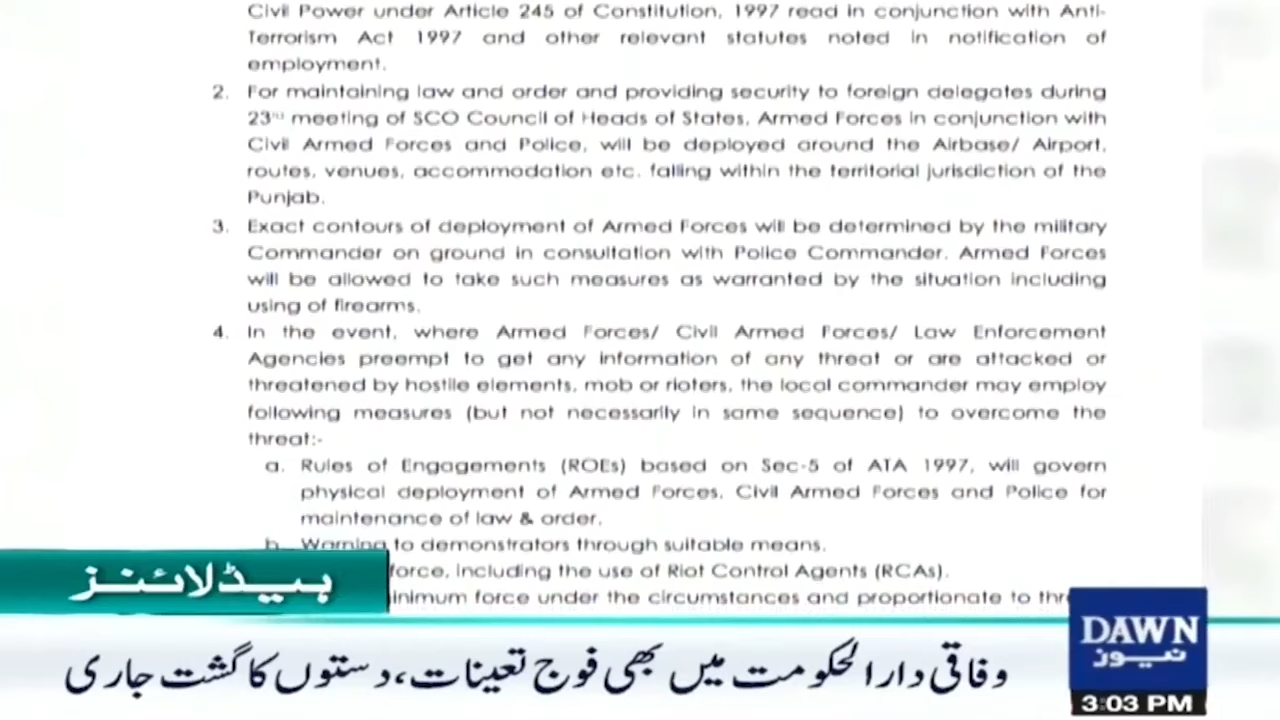 Civil Power under Article 245 of Constitution, 1997 read in conjunction with Anti-
Terrorism Act 1997 and other relevant statutes noted in notification of
employment.
2. For maintaining law and order and providing security to foreign delegates during
23rd meeting of SCO Council of Heads of States, Armed Forces in conjunction with
Civil Armed Forces and Police, will be deployed around the Airbase/ Airport,
routes, venues, accommodation etc. falling within the territorial jurisdiction of the
Punjab.
3. Exact contours of deployment of Armed Forces will be determined by the military
Commander on ground in consultation with Police Commander. Armed Forces
will be allowed to take such measures as warranted by the situation including
using of firearms.
4. In the event, where Armed Forces/ Civil Armed Forces/ Law Enforcement
Agencies preempt to get any information of any threat or are attacked or
threatened by hostile elements, mob or rioters, the local commander may employ
following measures (but not necessarily in same sequence) to overcome the
threat:-
a. Rules of Engagements (ROEs) based on Sec-5 of ATA 1997, will govern
physical deployment of Armed Forces, Civil Armed Forces and Police for
maintenance of law & order.
b. Warning to demonstrators through suitable means.
force, including the use of Riot Control Agents (RCAs).
inimum force under the circumstances and proportionate to
ہیڈلائنز
وفاقی دارالحکومت میں بھی فوج تعینات، دستوں کا گشت جاری
DAWN
نیوز
3:03 PM